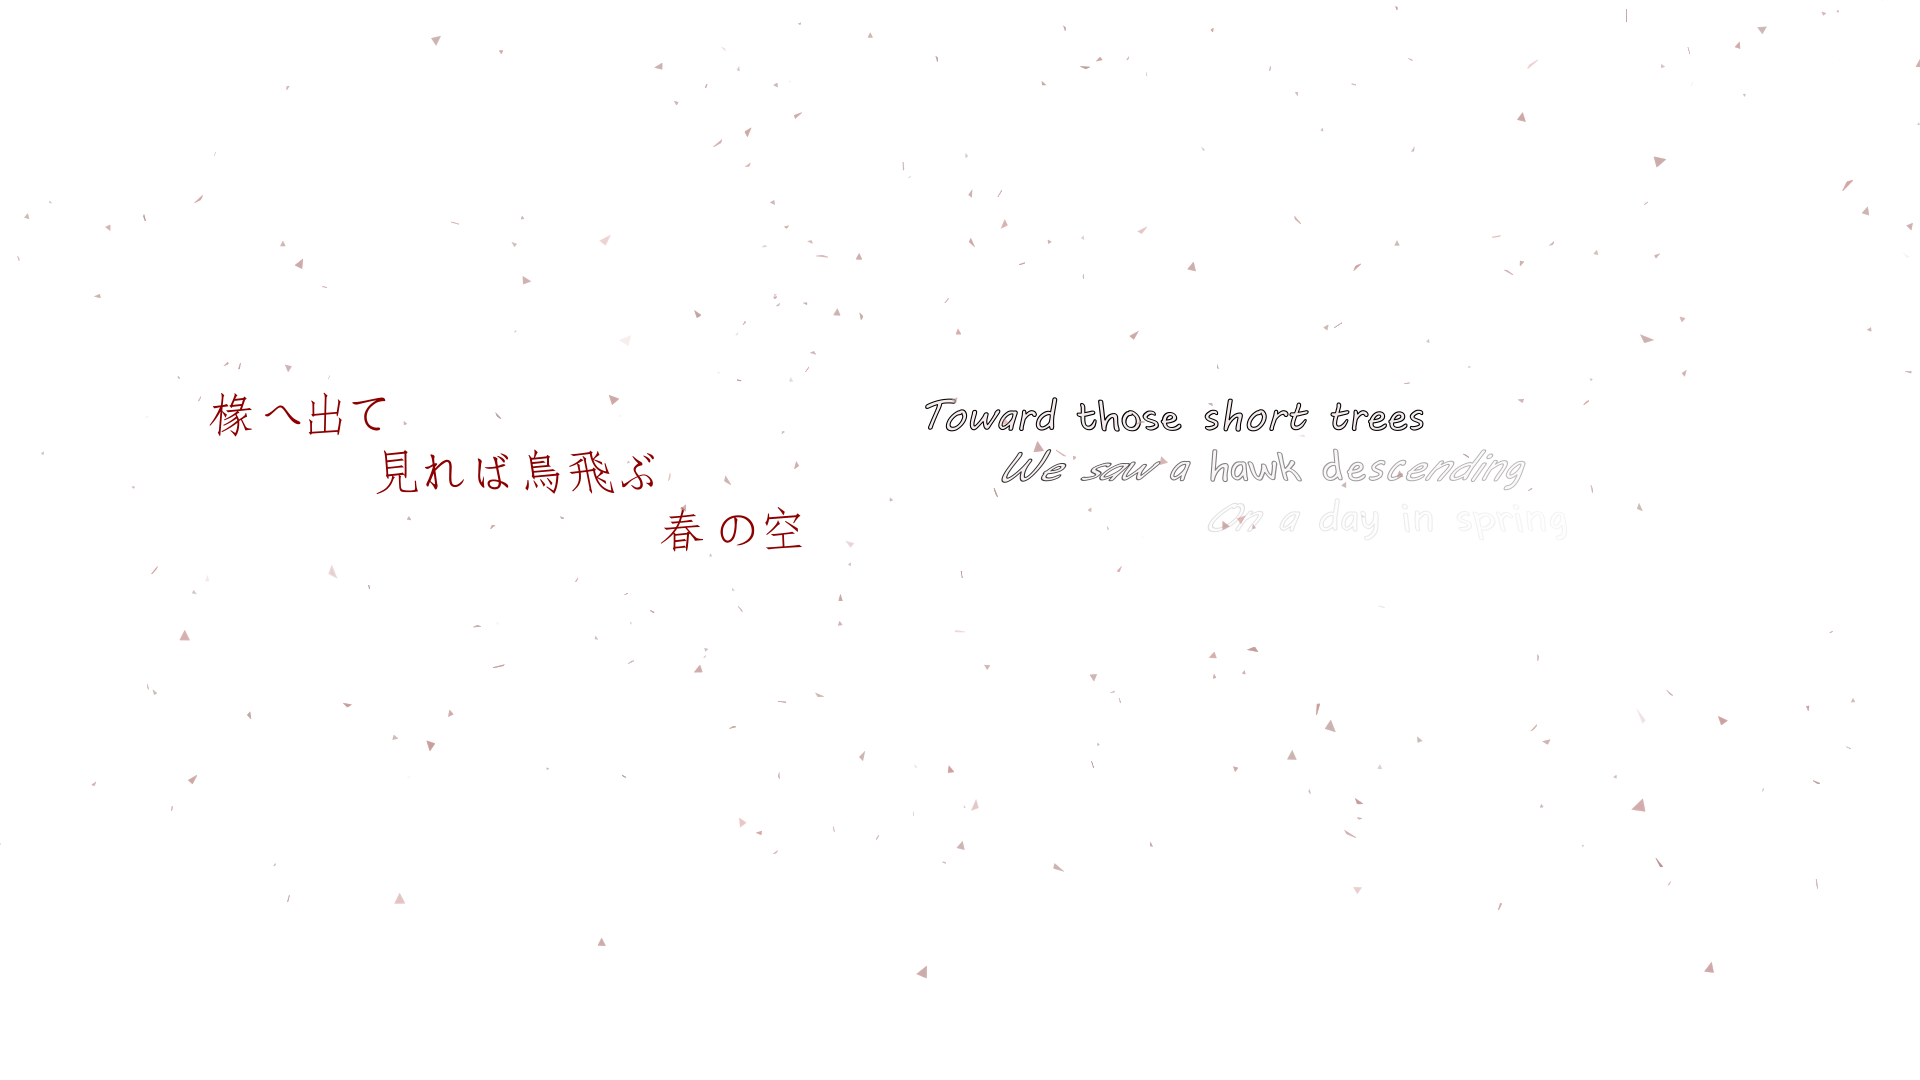 椽へ出て
見れば鳥飛ぶ
春の空
Toward those short trees
We saw a hawk descending
On a day in spring